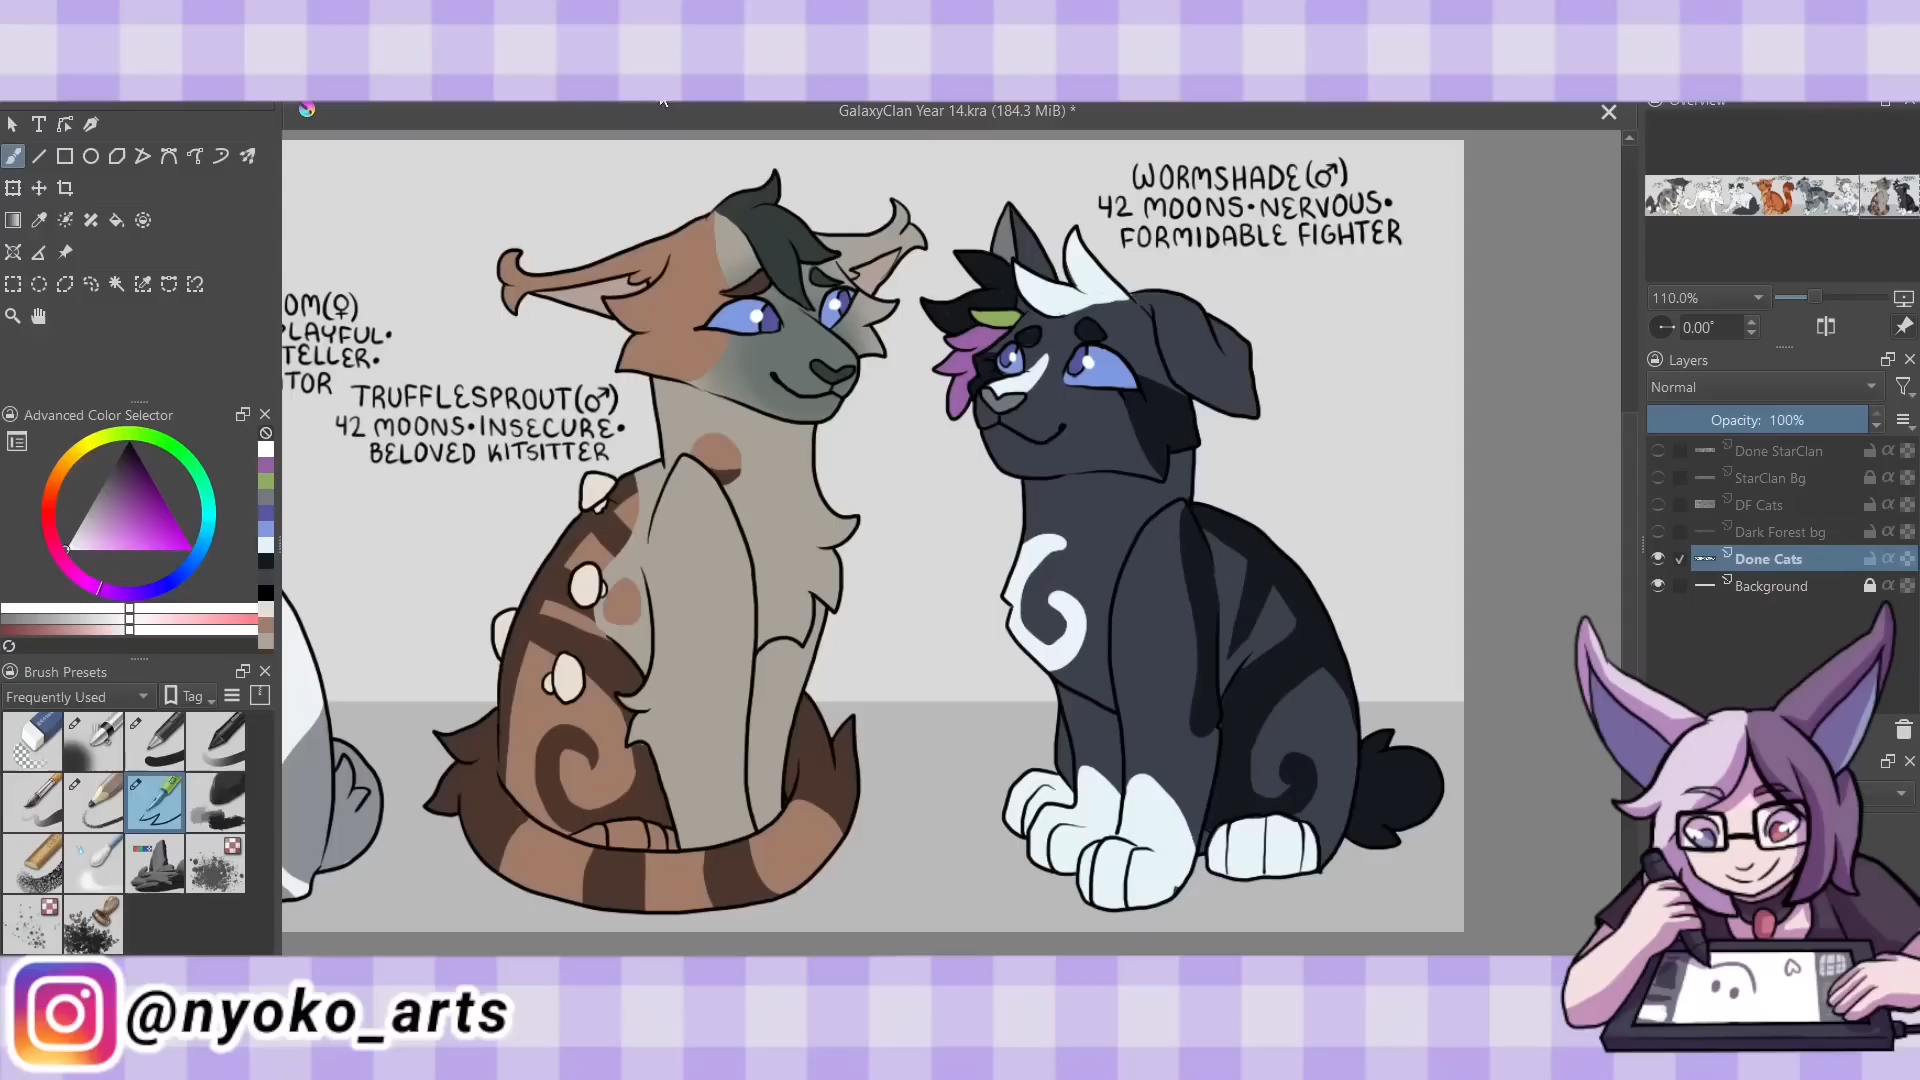 Overview
GalaxyClan Year 14.kra (184.3 MiB) *
WORMSHADE(♂)
42 MOONS•NERVOUS•
FORMIDABLE FIGHTER
OM(♀)
PLAYFUL•
TELLER•
TOR
TRUFFLESPROUT(♂)
42 MOONS•INSECURE•
BELOVED KITSITTER
Advanced Color Selector
Brush Presets
Frequently Used
Tag
110.0%
0.00°
Layers
Normal
Opacity: 100%
Done StarClan
StarClan Bg
DF Cats
Dark Forest bg
Done Cats
Background
@nyoko_arts